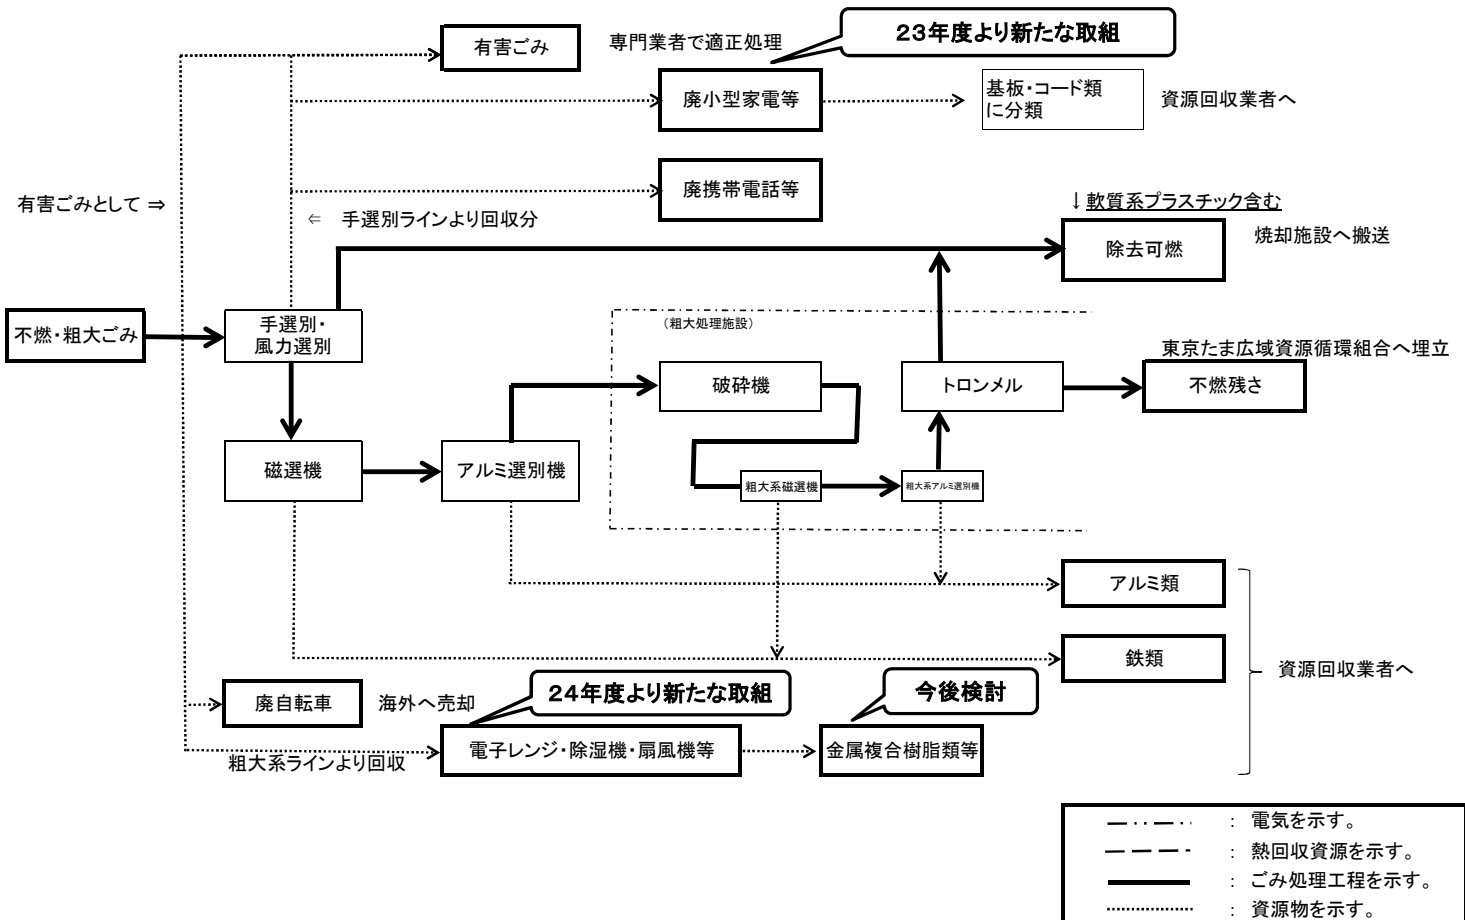 23年度より新たな取組
有害ごみ
専門業者で適正処理
廃小型家電等
基板・コード類
に分類
資源回収業者へ
廃携帯電話等
有害ごみとして ⇒
⇐ 手選別ラインより回収分
↓軟質系プラスチック含む
除去可燃
焼却施設へ搬送
不燃・粗大ごみ
手選別・
風力選別
（粗大処理施設）
東京たま広域資源循環組合へ埋立
破砕機
トロンメル
不燃残さ
磁選機
アルミ選別機
粗大系磁選機
粗大系アルミ選別機
アルミ類
鉄類
資源回収業者へ
廃自転車
海外へ売却
24年度より新たな取組
今後検討
電子レンジ・除湿機・扇風機等
金属複合樹脂類等
粗大系ラインより回収
： 電気を示す。
： 熱回収資源を示す。
： ごみ処理工程を示す。
： 資源物を示す。